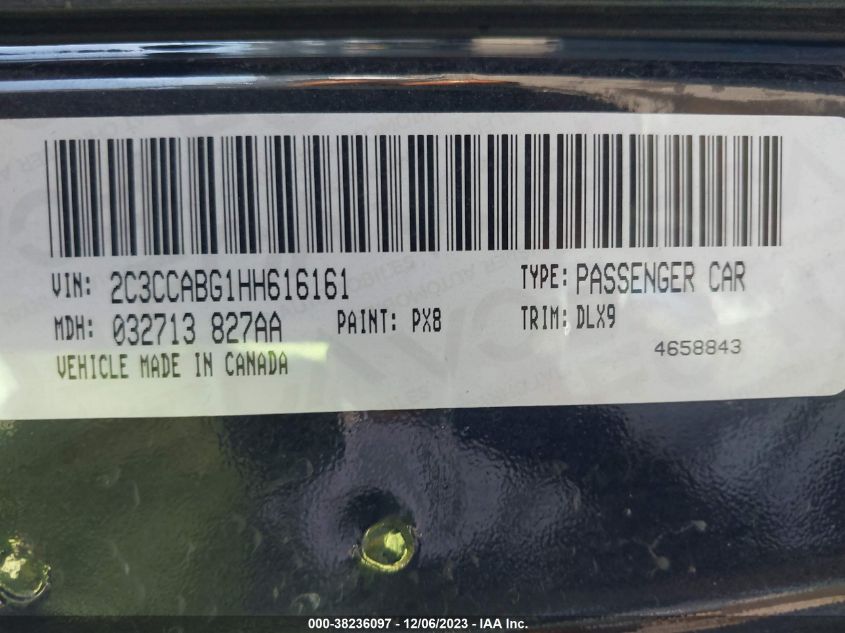 VIN: 2C3CCABG1HH616161 TYPE: PASSENGER CAR
MDH: 032713 827AA PAINT: PX8 TRIM: DLX9
VEHICLE MADE IN CANADA 4658843
000-38236097 - 12/06/2023 - IAA Inc.